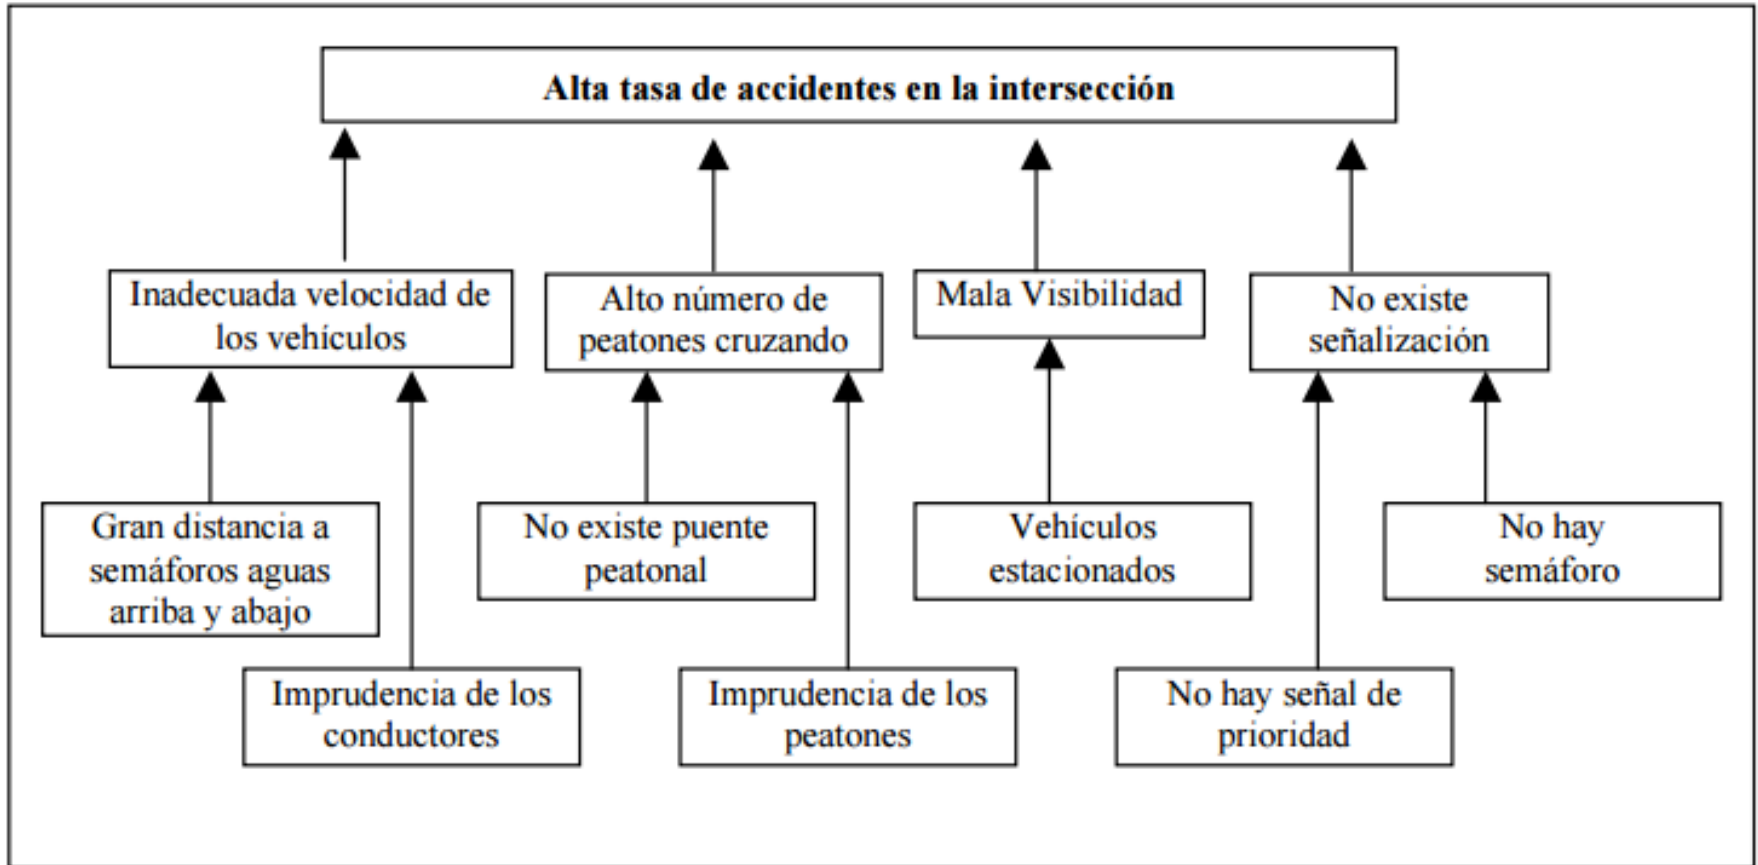 Alta tasa de accidentes en la intersección
Inadecuada velocidad de
los vehículos
Alto número de
peatones cruzando
Mala Visibilidad
No existe
señalización
Gran distancia a
semáforos aguas
arriba y abajo
No existe puente
peatonal
Vehículos
estacionados
No hay
semáforo
Imprudencia de los
conductores
Imprudencia de los
peatones
No hay señal de
prioridad